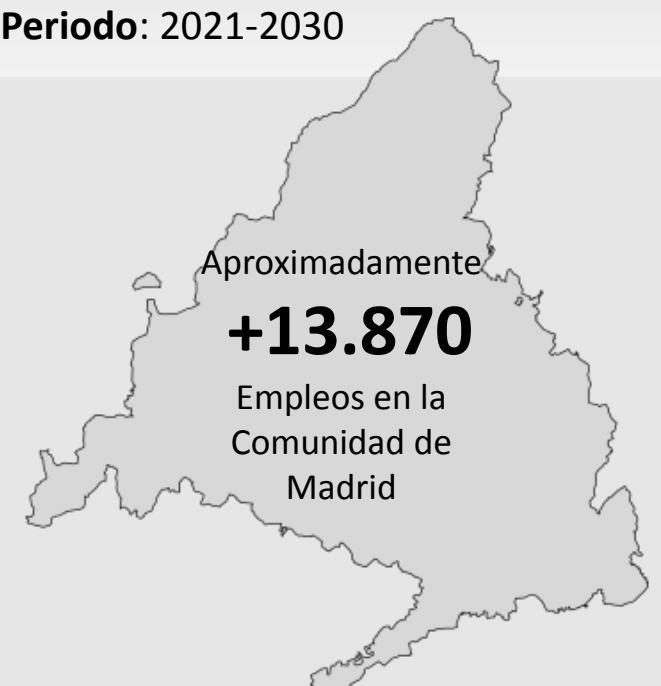 Periodo: 2021-2030
Aproximadamente
+13.870
Empleos en la
Comunidad de
Madrid